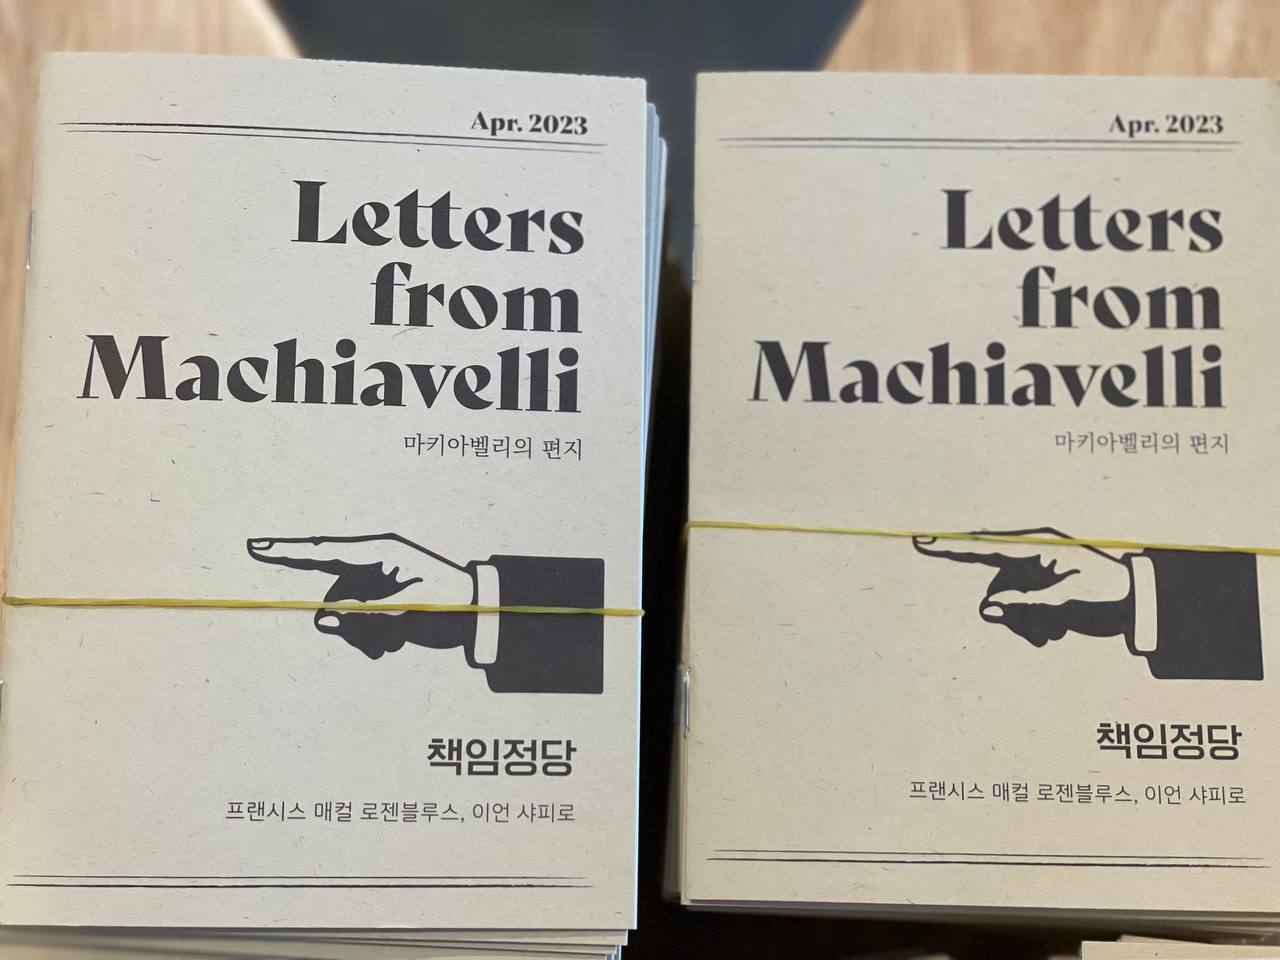 Apr. 2023
Letters
from
Machiavelli
마키아벨리의 편지
책임정당
프랜시스 매컬 로젠블루스, 이언 샤피로
Apr. 2023
Letters
from
Machiavelli
마키아벨리의 편지
책임정당
프랜시스 매컬 로젠블루스, 이언 샤피로